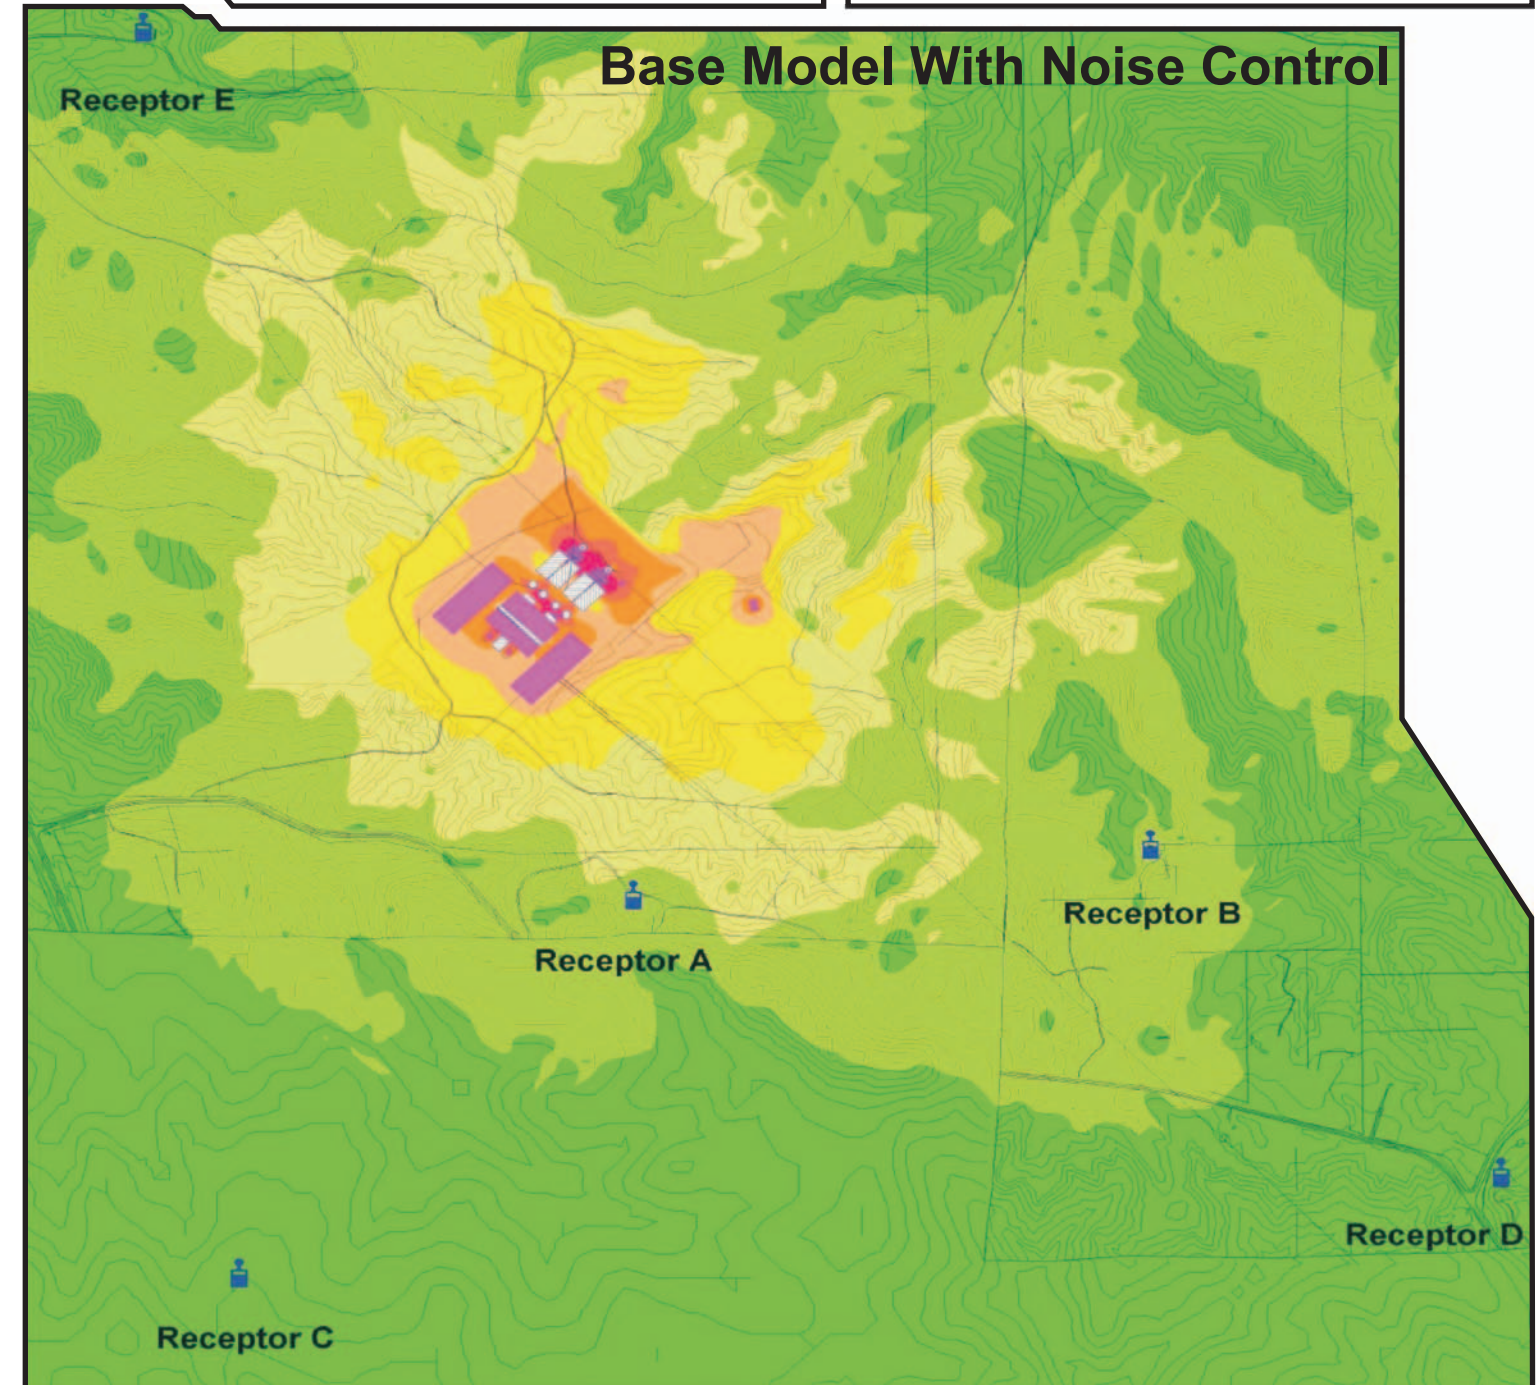 Base Model With Noise Control
Receptor E
Receptor B
Receptor A
Receptor D
Receptor C